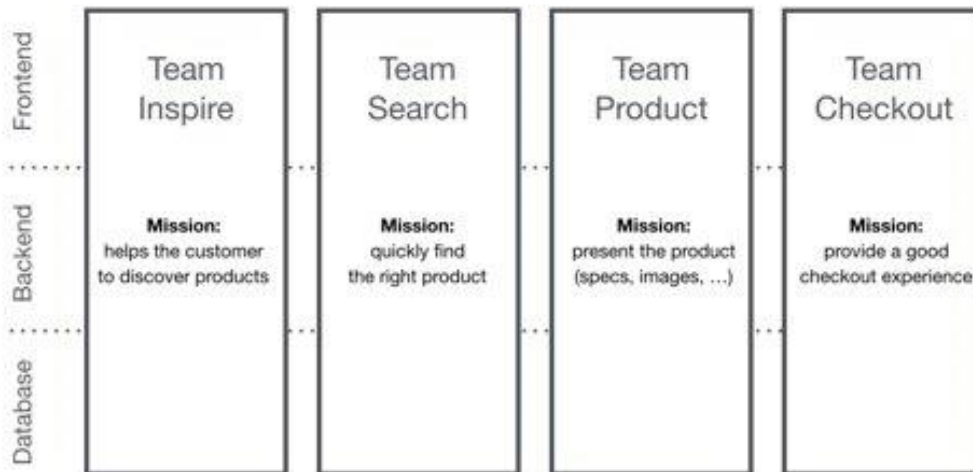 Frontend
Backend
Database
Team
Inspire
Mission:
helps the customer
to discover products
Team
Search
Mission:
quickly find
the right product
Team
Product
Mission:
present the product
(specs, images, …)
Team
Checkout
Mission:
provide a good
checkout experience